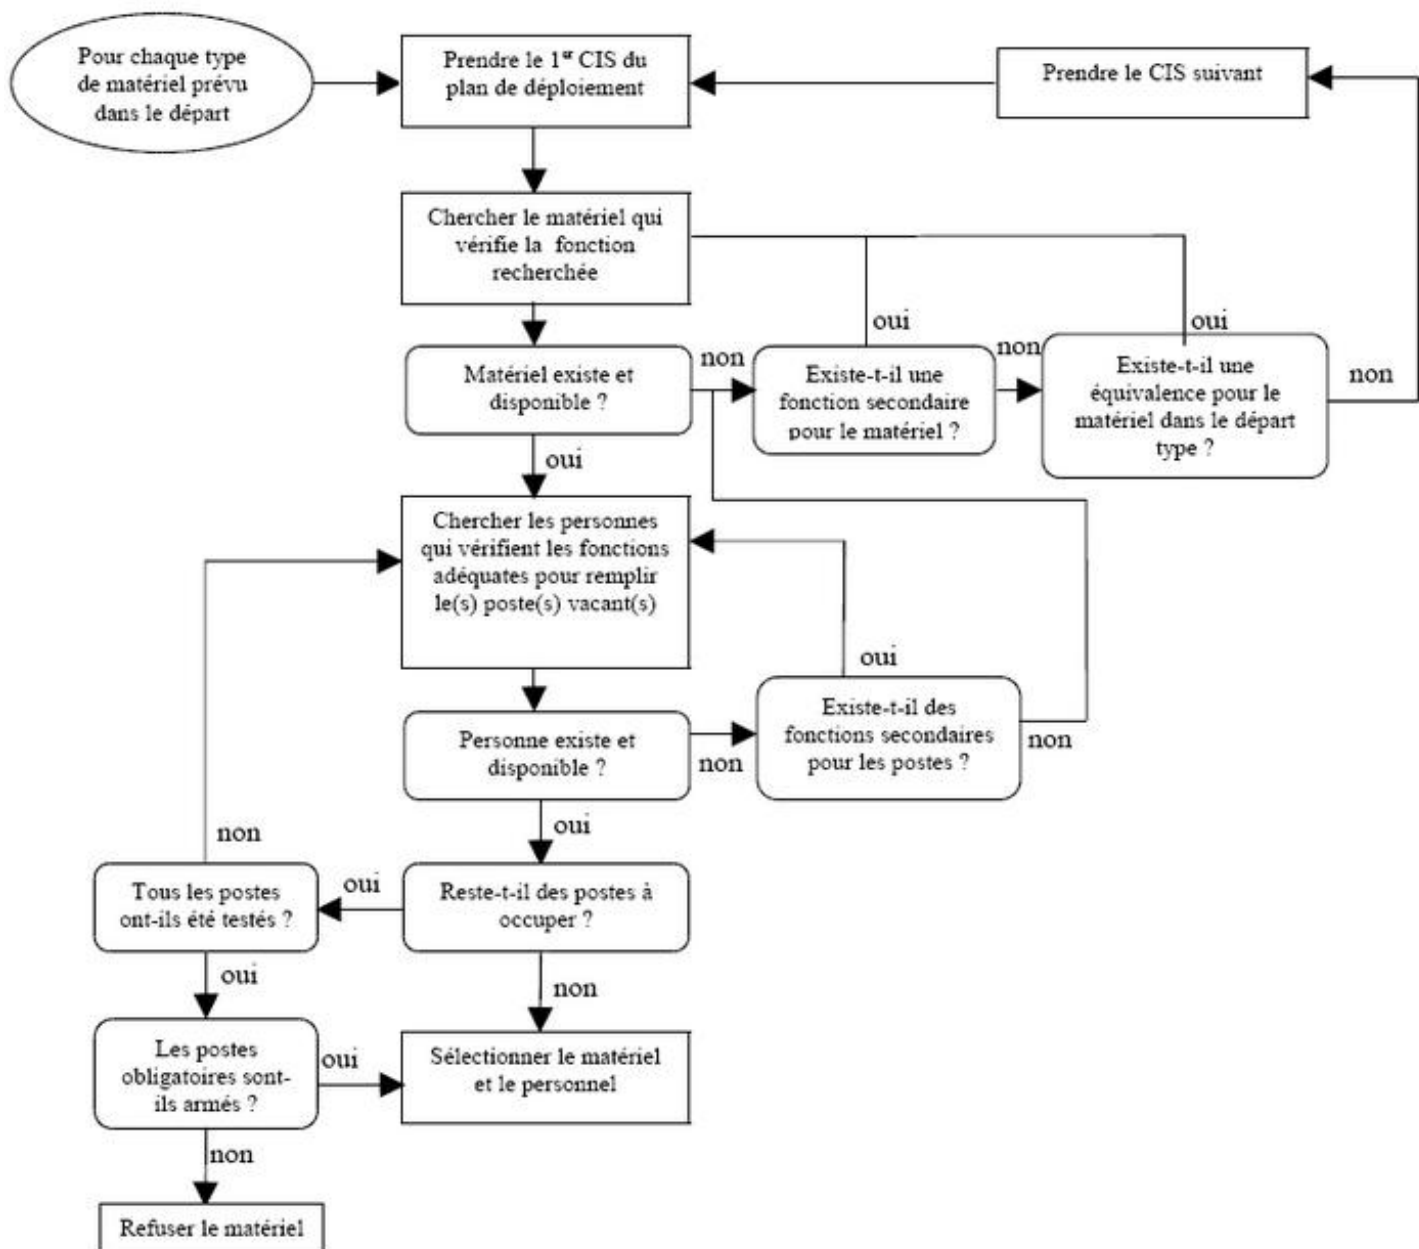 Pour chaque type
de matériel prévu
dans le départ
Prendre le 1er CIS du
plan de déploiement
Prendre le CIS suivant
Chercher le matériel qui
vérifie la fonction
recherchée
oui
oui
Matériel existe et
disponible ?
non
Existe-t-il une
fonction secondaire
pour le matériel ?
non
Existe-t-il une
équivalence pour le
matériel dans le départ
type ?
non
oui
Chercher les personnes
qui vérifient les fonctions
adéquates pour remplir
le(s) poste(s) vacant(s)
oui
Personne existe et
disponible ?
non
Existe-t-il des
fonctions secondaires
pour les postes ?
non
oui
non
Tous les postes
ont-ils été testés ?
oui
Reste-t-il des postes à
occuper ?
oui
non
Les postes
obligatoires sont-
ils armés ?
oui
Sélectionner le matériel
et le personnel
non
Refuser le matériel